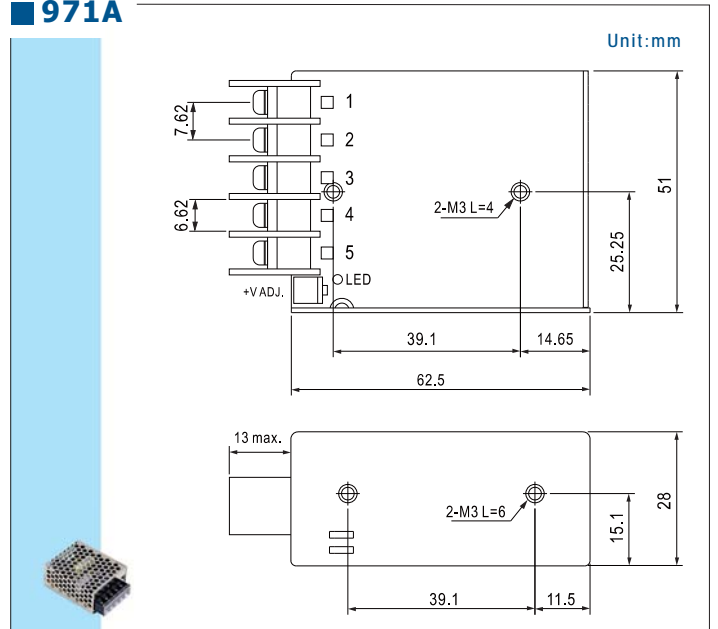 971A
Unit:mm
1
7.62
2
3
51
2-M3 L=4
4
6.62
25.25
5
LED
+V ADJ.
39.1
14.65
62.5
13 max.
28
2-M3 L=6
15.1
39.1
11.5